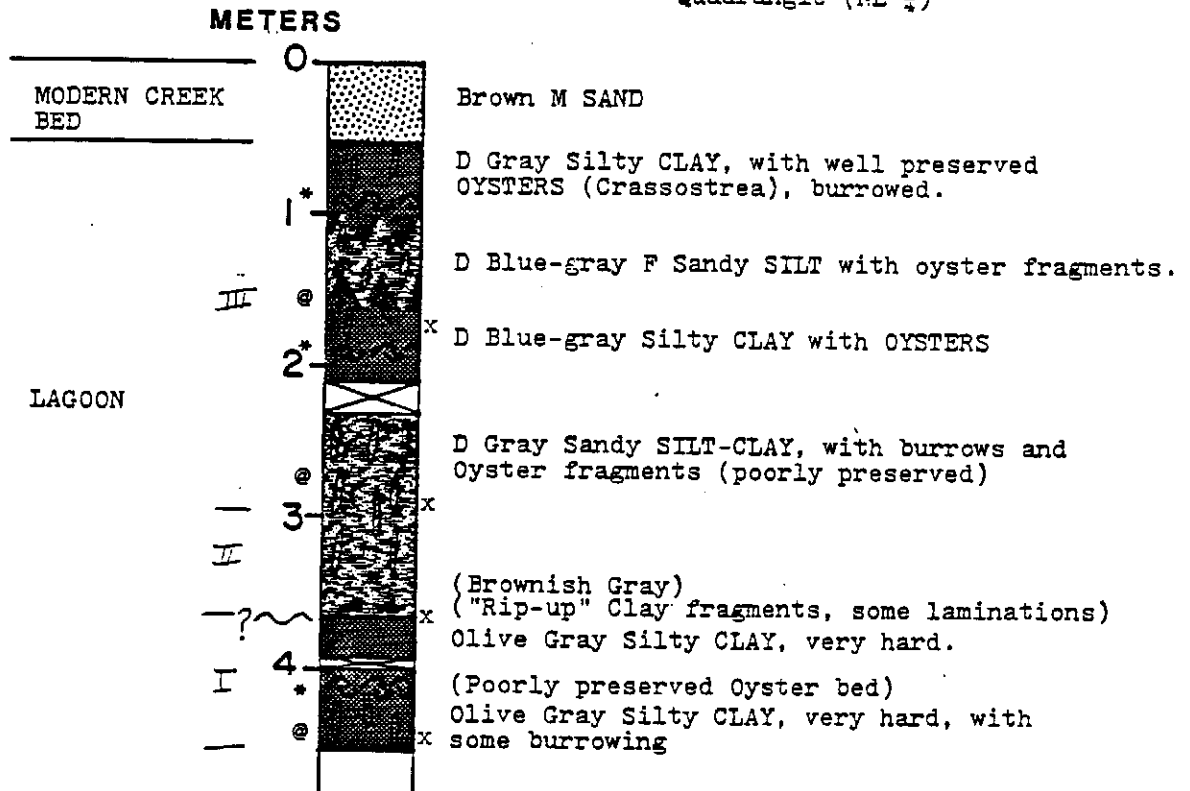 Quadrangle (NE ¼)
METERS
0
MODERN CREEK
BED
Brown M SAND
D Gray Silty CLAY, with well preserved
OYSTERS (Crassostrea), burrowed.
1*
D Blue-gray F Sandy SILT with oyster fragments.
III @
x
D Blue-gray Silty CLAY with OYSTERS
2*
LAGOON
D Gray Sandy SILT-CLAY, with burrows and
Oyster fragments (poorly preserved)
@
x
3
II
(Brownish Gray)
("Rip-up" Clay fragments, some laminations)
? x
Olive Gray Silty CLAY, very hard.
4
I
*
(Poorly preserved Oyster bed)
Olive Gray Silty CLAY, very hard, with
@ x
some burrowing